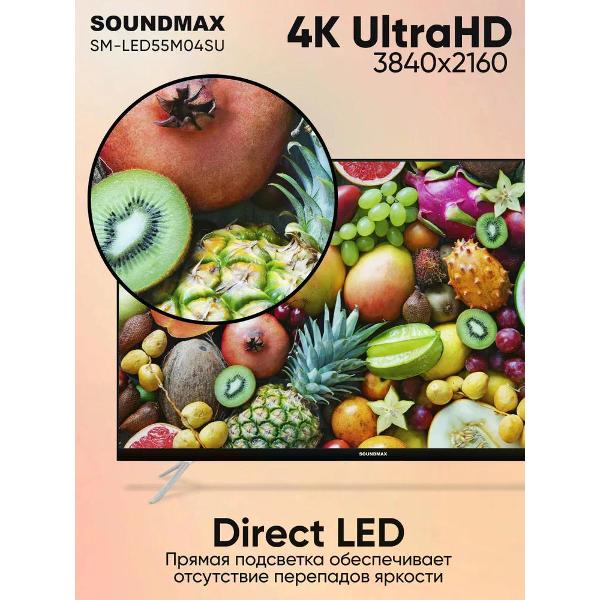 SOUNDMAX
SM-LED55M04SU
4K UltraHD
3840x2160
SOUNDMAX
Direct LED
Прямая подсветка обеспечивает
отсутствие перепадов яркости